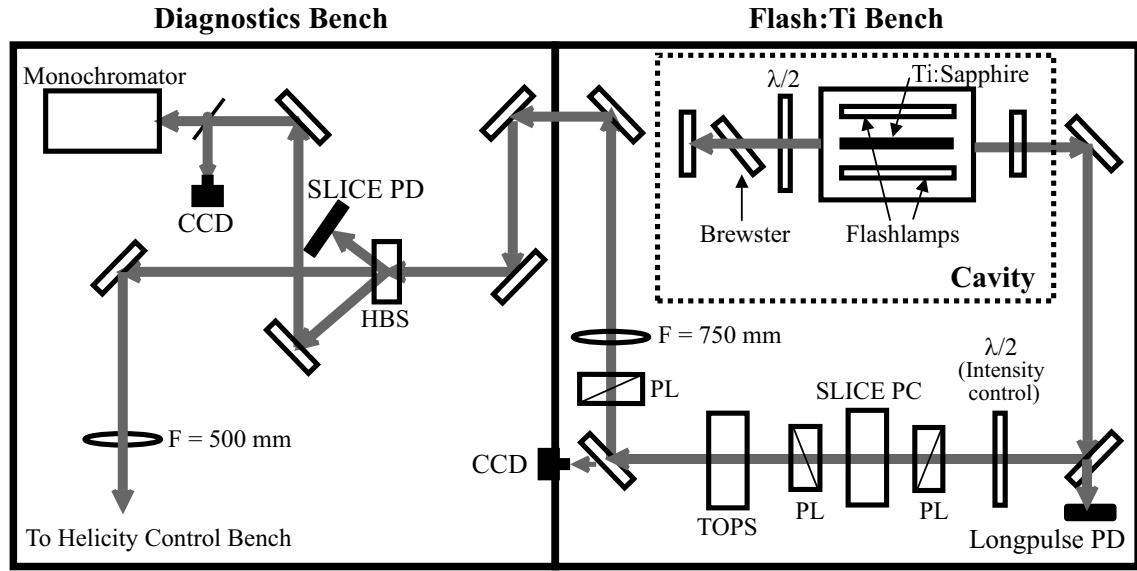 Diagnostics Bench
Flash:Ti Bench
Monochromator
CCD
SLICE PD
HBS
F = 500 mm
To Helicity Control Bench
λ/2
Ti:Sapphire
Brewster
Flashlamps
Cavity
F = 750 mm
PL
CCD
TOPS
PL
SLICE PC
PL
λ/2
(Intensity
control)
Longpulse PD